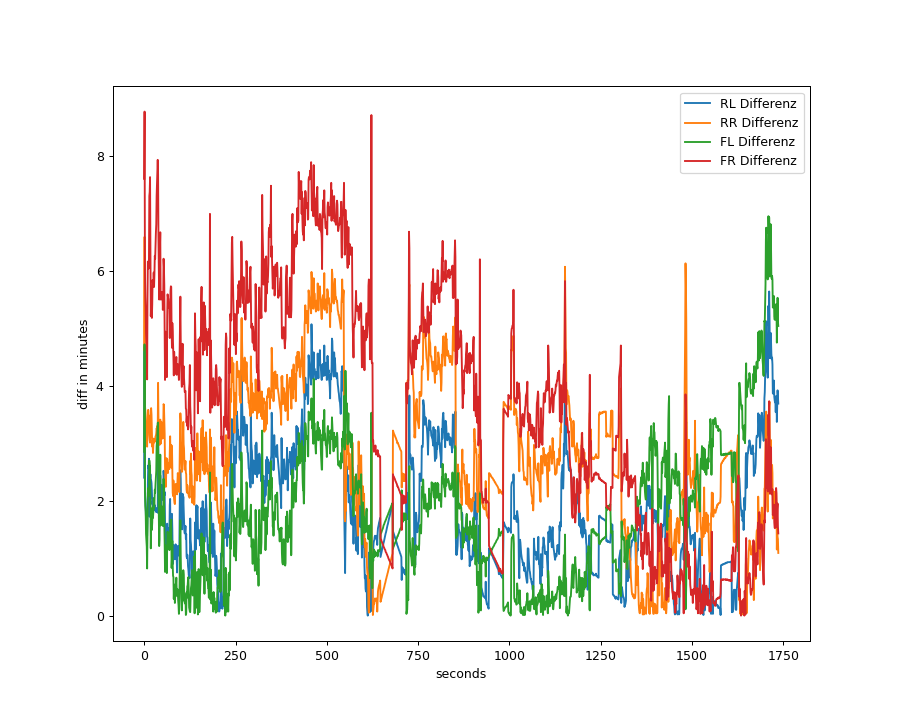 RL Differenz
RR Differenz
FL Differenz
FR Differenz
8
6
4
2
0
diff in minutes
0 250 500 750 1000 1250 1500 1750
seconds